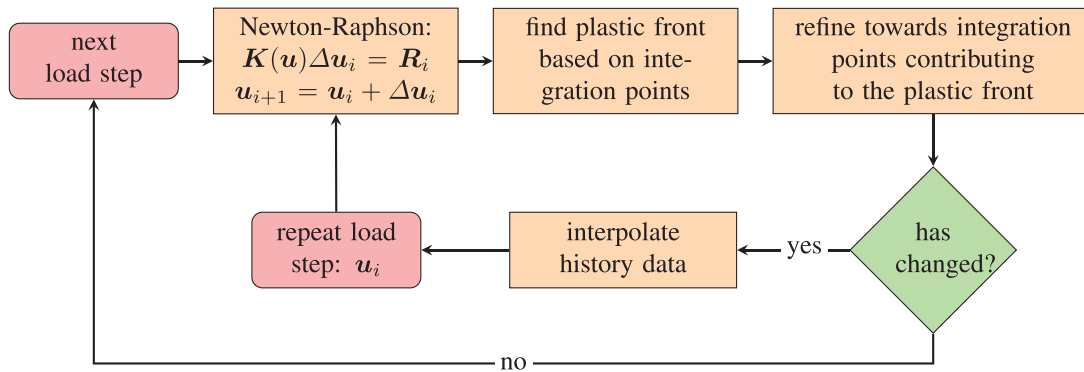 next
load step
Newton-Raphson:
K(u)Δu_i = R_i
u_{i+1} = u_i + Δu_i
find plastic front
based on inte-
gration points
refine towards integration
points contributing
to the plastic front
has
changed?
yes
interpolate
history data
repeat load
step: u_i
no